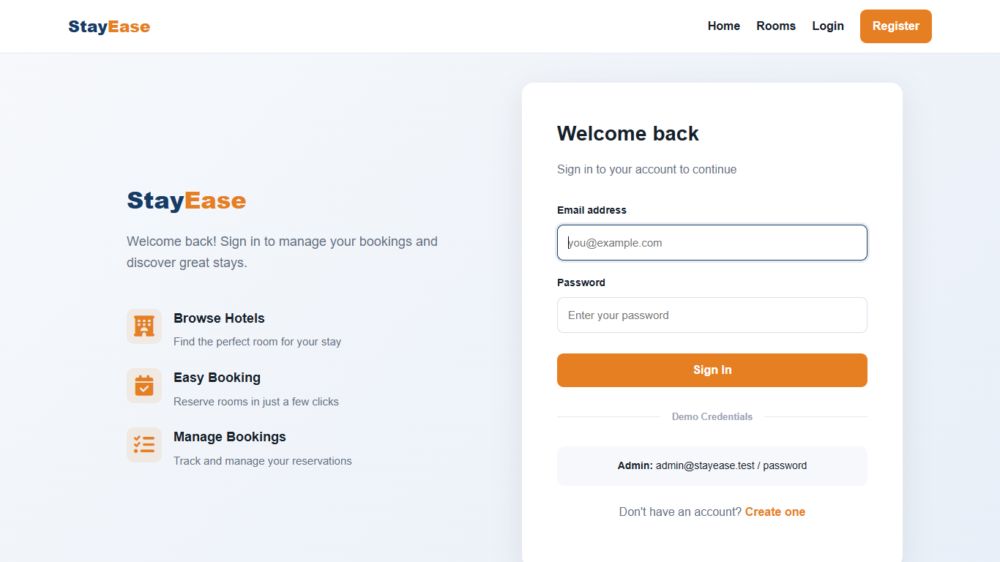 StayEase
Home
Rooms
Login
Register
StayEase
Welcome back! Sign in to manage your bookings and
discover great stays.
Browse Hotels
Find the perfect room for your stay
Easy Booking
Reserve rooms in just a few clicks
Manage Bookings
Track and manage your reservations
Welcome back
Sign in to your account to continue
Email address
you@example.com
Password
Enter your password
Sign In
Demo Credentials
Admin: admin@stayease.test / password
Don't have an account? Create one